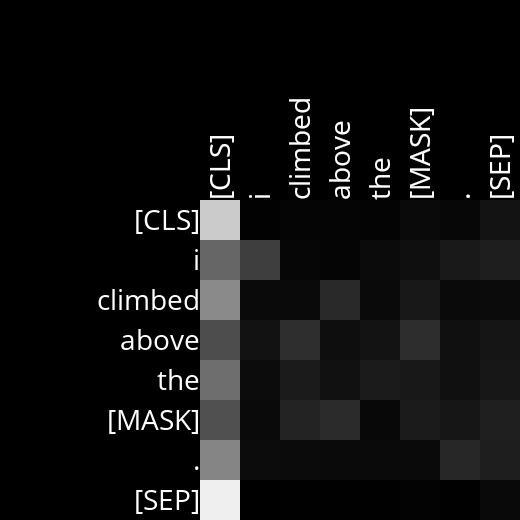 [CLS] i climbed above the [MASK] . [SEP]
[CLS]
i
climbed
above
the
[MASK]
.
[SEP]